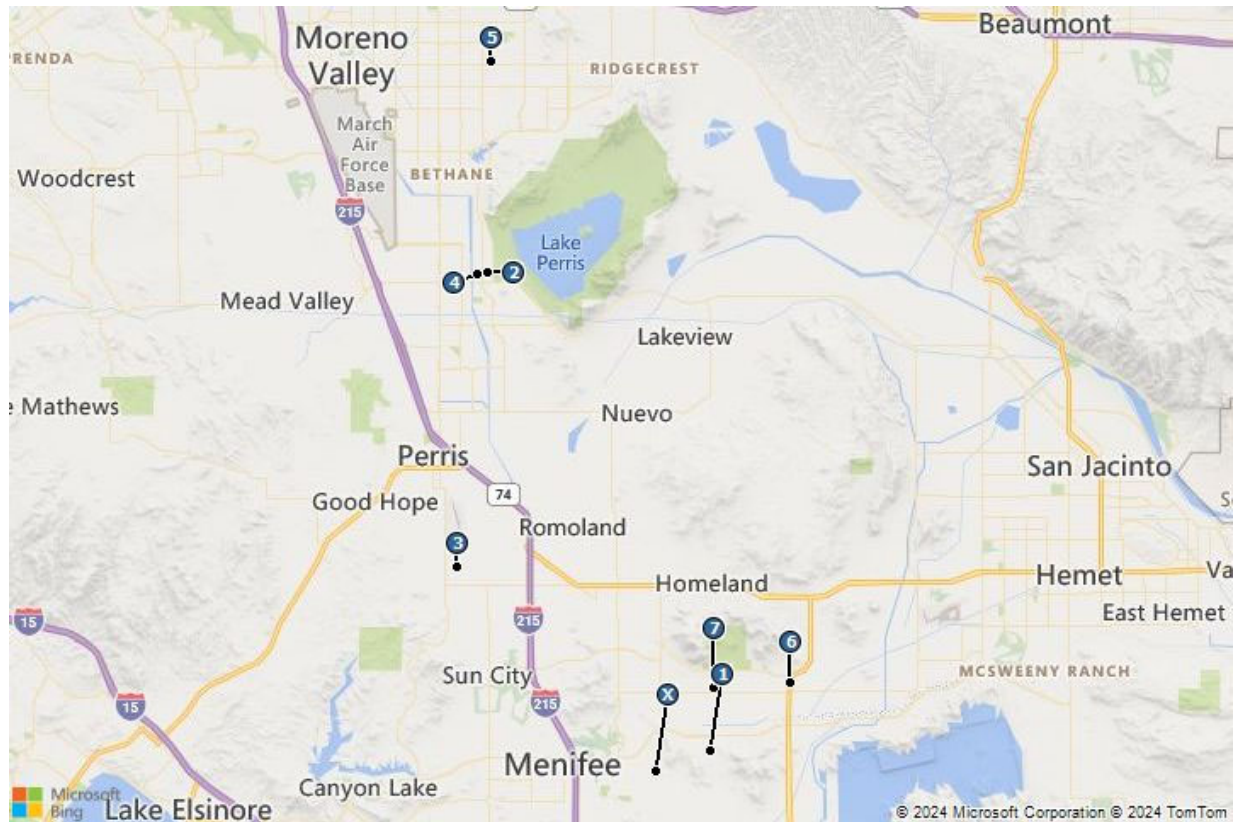 Beaumont
Moreno
Valley
5
PRENDA
RIDGECREST
March
Air
Force
Base
Woodcrest
BETHANE
215
Lake
Perris
2
4
Mead Valley
Lakeview
e Mathews
Nuevo
Perris
San Jacinto
74
Good Hope
Romoland
3
Homeland
Hemet
Va
East Hemet
15
215
7
6
Sun City
1
MCSWEENY RANCH
X
15
215
Menifee
Canyon Lake
Microsoft
Bing
Lake Elsinore
© 2024 Microsoft Corporation © 2024 TomTom